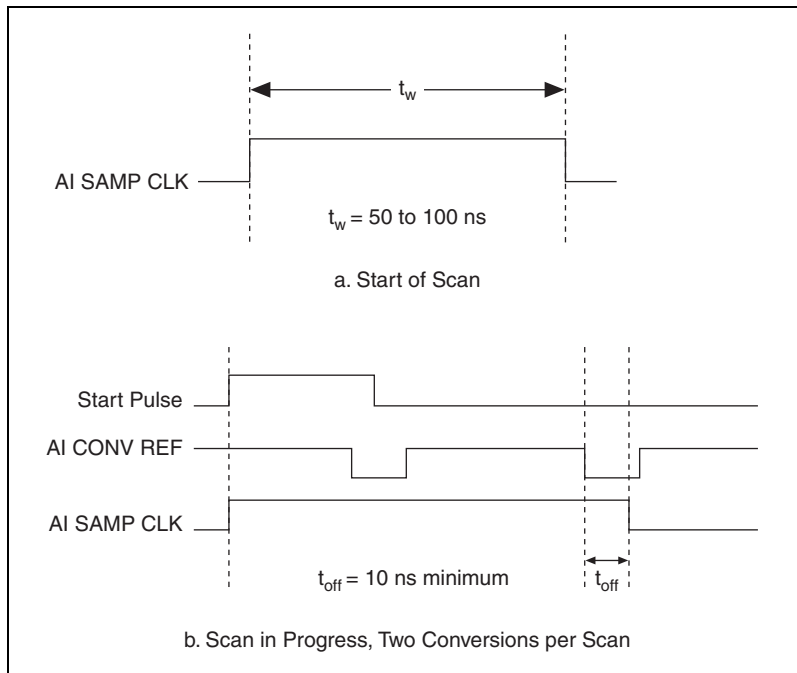 t_w
AI SAMP CLK
t_w = 50 to 100 ns
a. Start of Scan
Start Pulse
AI CONV REF
AI SAMP CLK
t_off = 10 ns minimum
t_off
b. Scan in Progress, Two Conversions per Scan